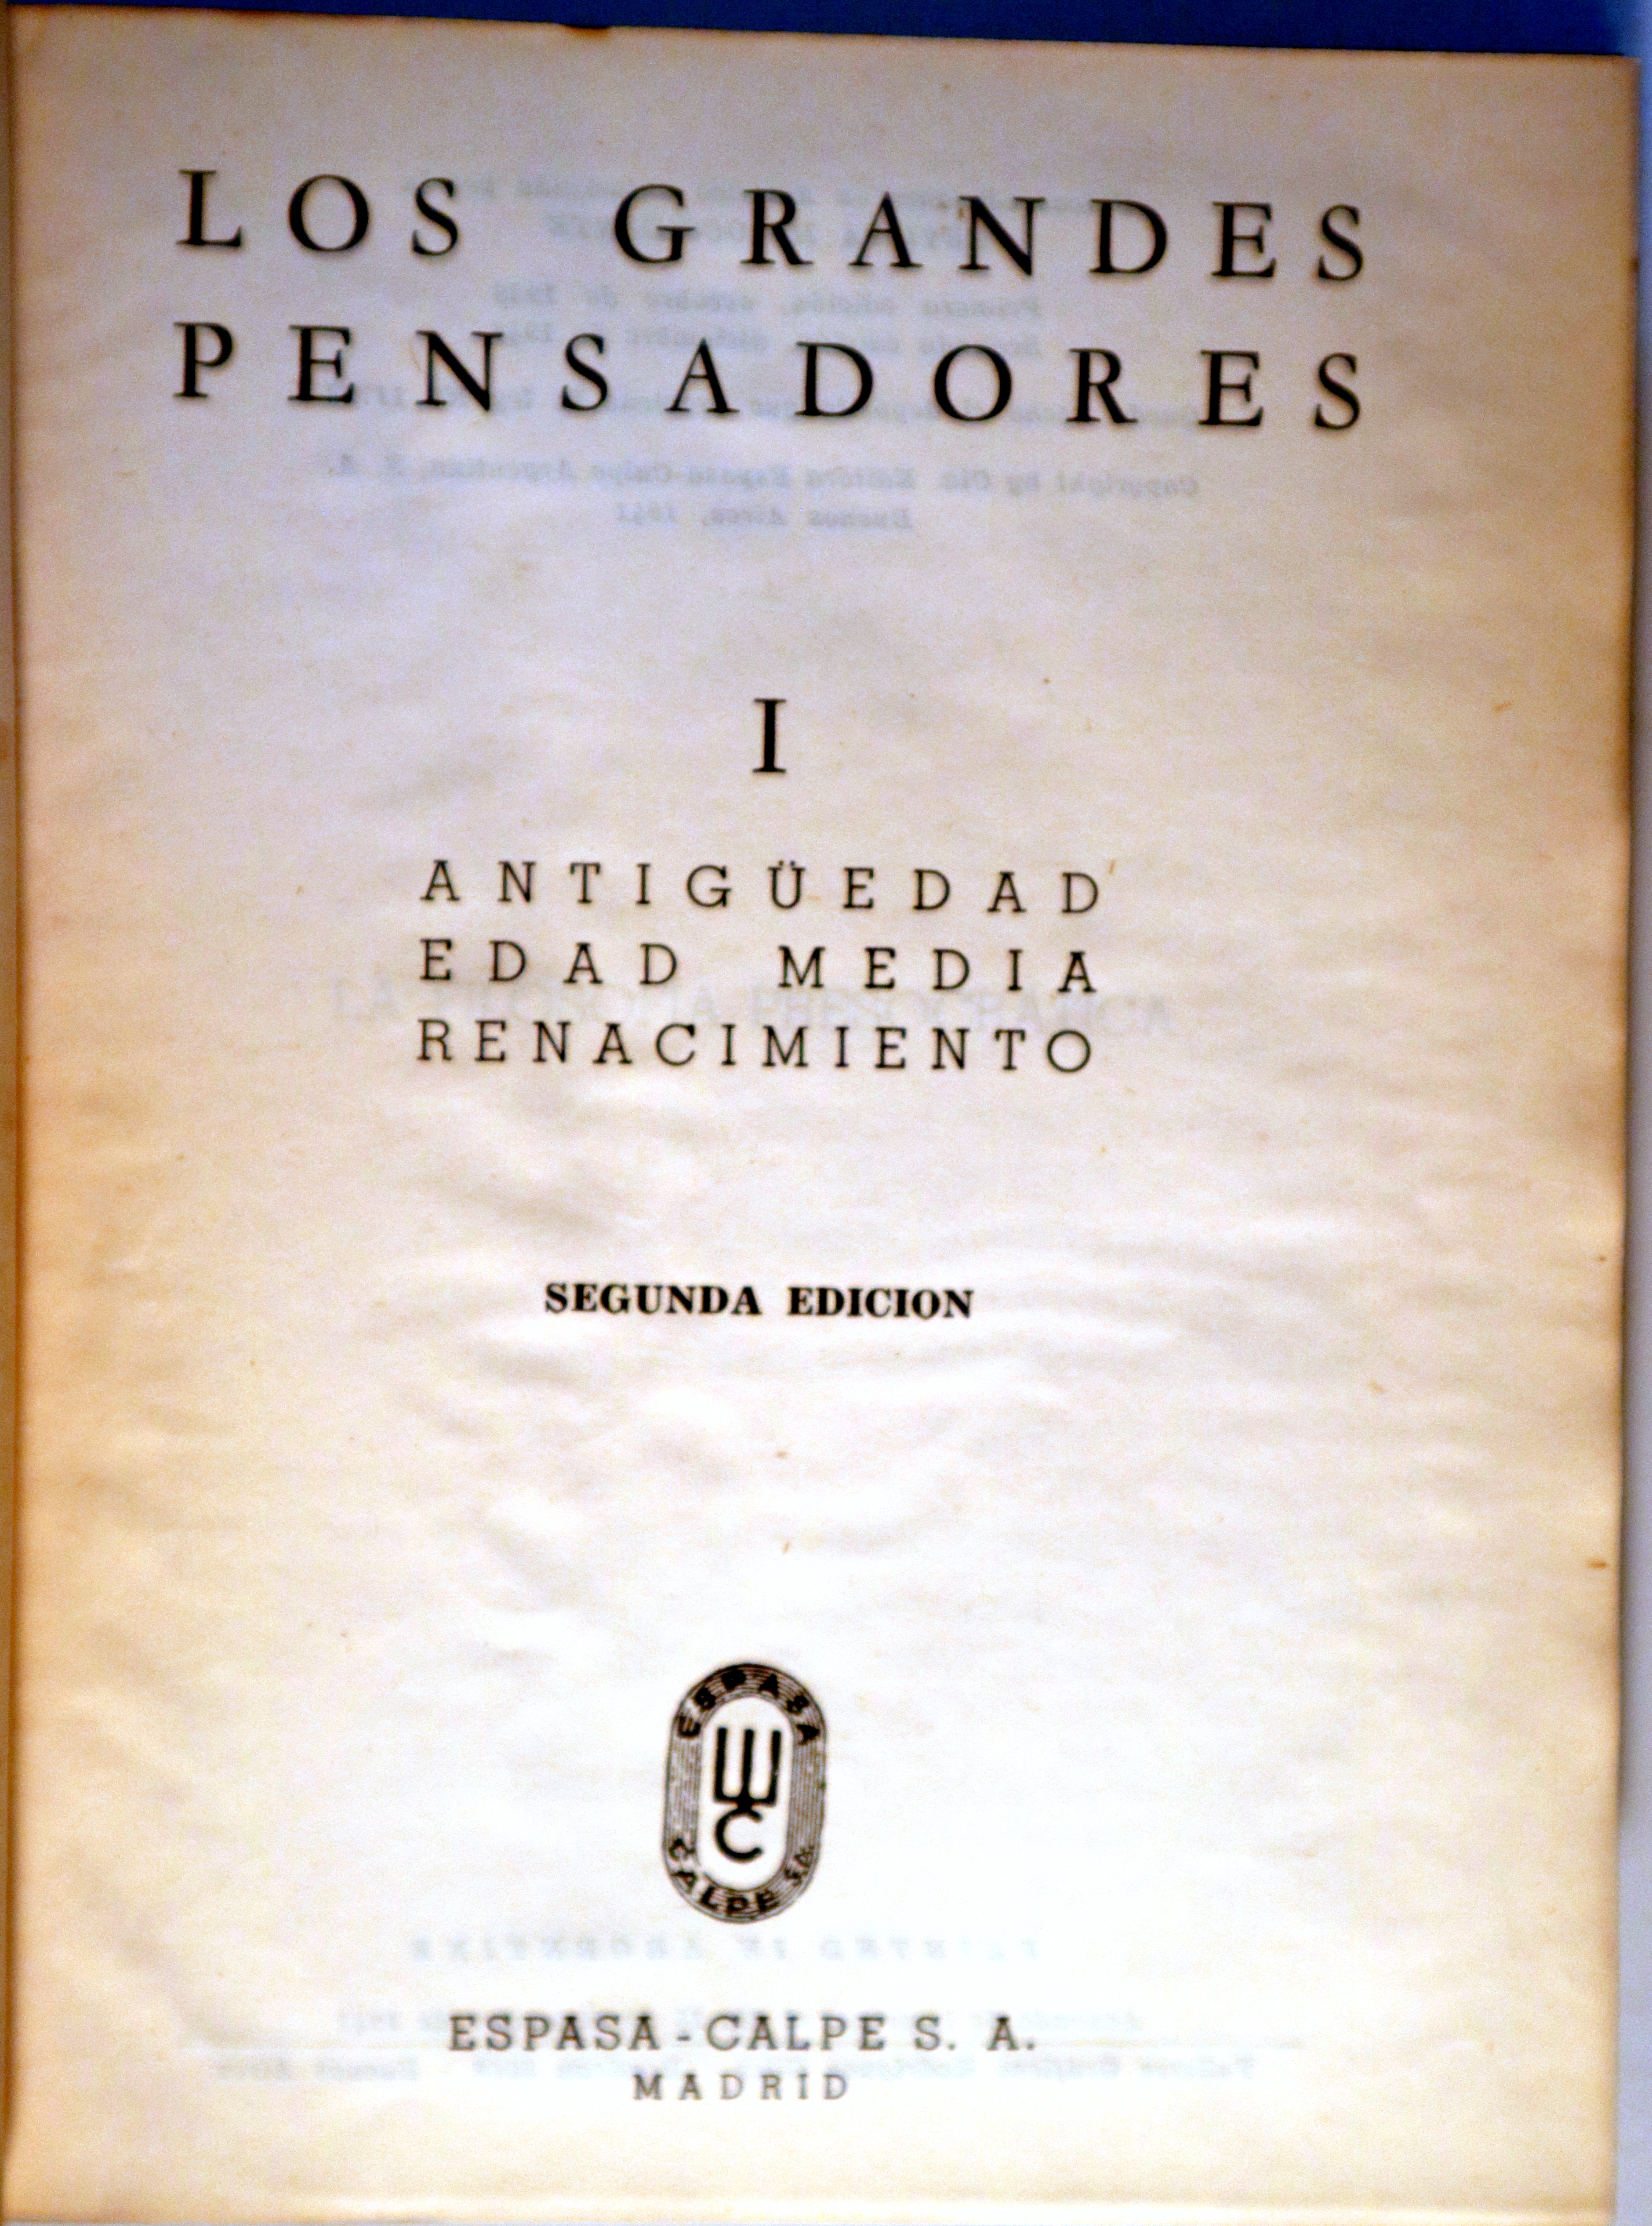 LOS GRANDES
PENSADORES
I
ANTIGÜEDAD
EDAD MEDIA
RENACIMIENTO
SEGUNDA EDICION
ESPASA
C
CALPE S.A.
ESPASA-CALPE S. A.
MADRID